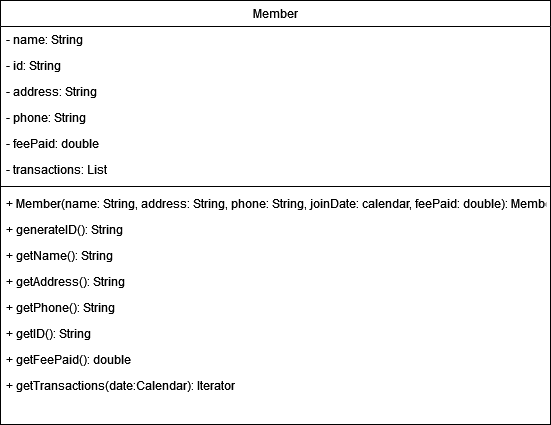 Member
- name: String
- id: String
- address: String
- phone: String
- feePaid: double
- transactions: List
+ Member(name: String, address: String, phone: String, joinDate: calendar, feePaid: double): Memb
+ generateID(): String
+ getName(): String
+ getAddress(): String
+ getPhone(): String
+ getID(): String
+ getFeePaid(): double
+ getTransactions(date:Calendar): Iterator